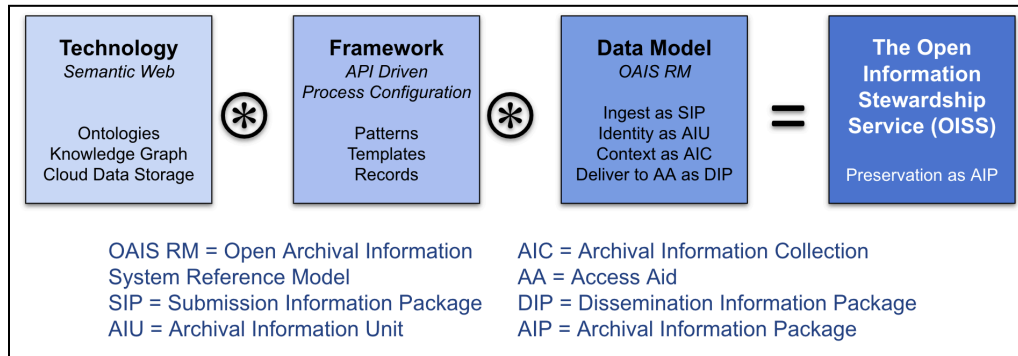 Technology
Semantic Web
Ontologies
Knowledge Graph
Cloud Data Storage
Framework
API Driven
Process Configuration
Patterns
Templates
Records
Data Model
OAIS RM
Ingest as SIP
Identity as AIU
Context as AIC
Deliver to AA as DIP
=
The Open
Information
Stewardship
Service (OISS)
Preservation as AIP
OAIS RM = Open Archival Information
System Reference Model
SIP = Submission Information Package
AIU = Archival Information Unit
AIC = Archival Information Collection
AA = Access Aid
DIP = Dissemination Information Package
AIP = Archival Information Package